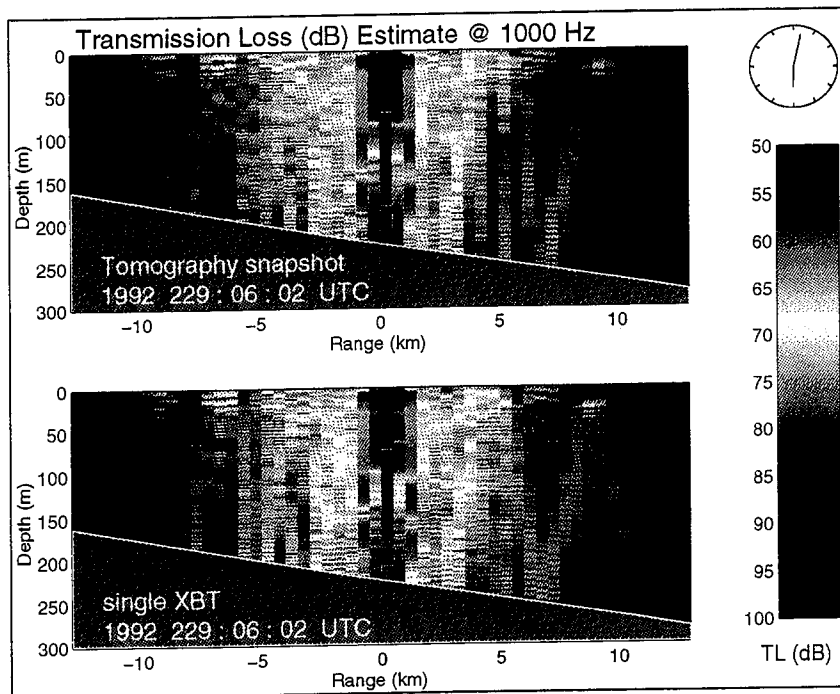 Transmission Loss (dB) Estimate @ 1000 Hz
0
50
100
150
200
250
300
Depth (m)
Tomography snapshot
1992 229 : 06 : 02 UTC
-10 -5 0 5 10
Range (km)
0
50
100
150
200
250
300
Depth (m)
single XBT
1992 229 : 06 : 02 UTC
-10 -5 0 5 10
Range (km)
50
55
60
65
70
75
80
85
90
95
100
TL (dB)